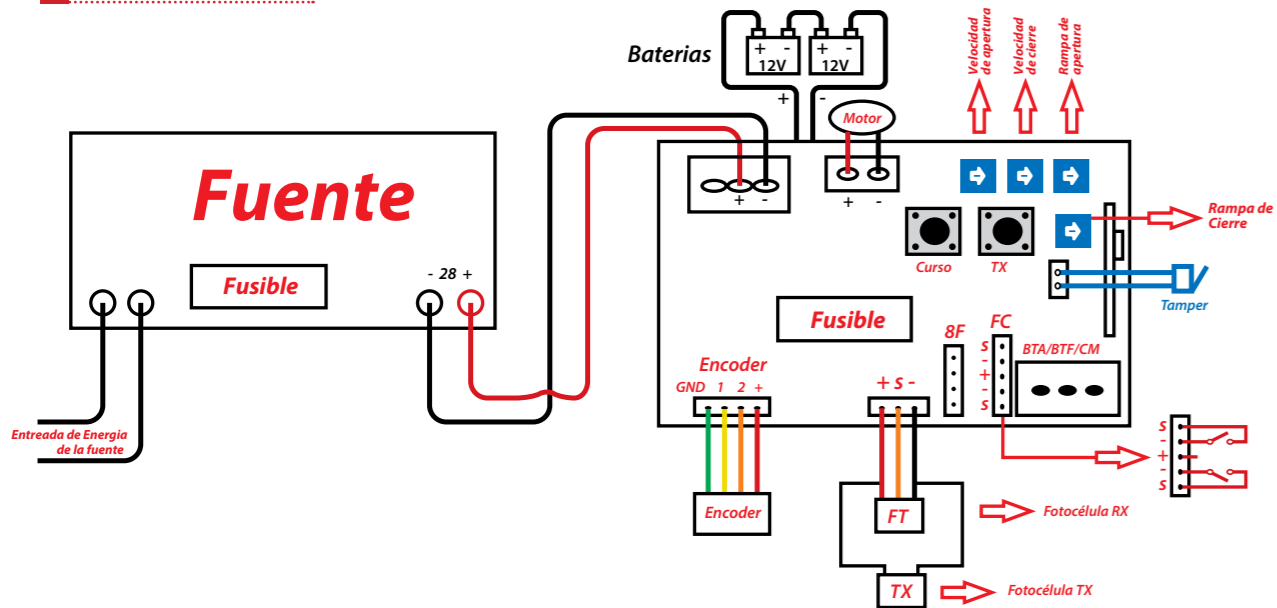 Baterias
+ - + -
12V 12V
+ -
Velocidad
de apertura
Velocidad
de cierre
Rampa de
apertura
Motor
Fuente
+ -
+ -
Rampa de
Cierre
Curso TX
Tamper
Fusible
- 28 +
Fusible
8F
FC
S
-
+
-
S
BTA/BTF/CM
Encoder
GND 1 2 +
+ S -
Entreada de Energia
de la fuente
S
-
+
-
S
Encoder
FT
Fotocélula RX
TX
Fotocélula TX